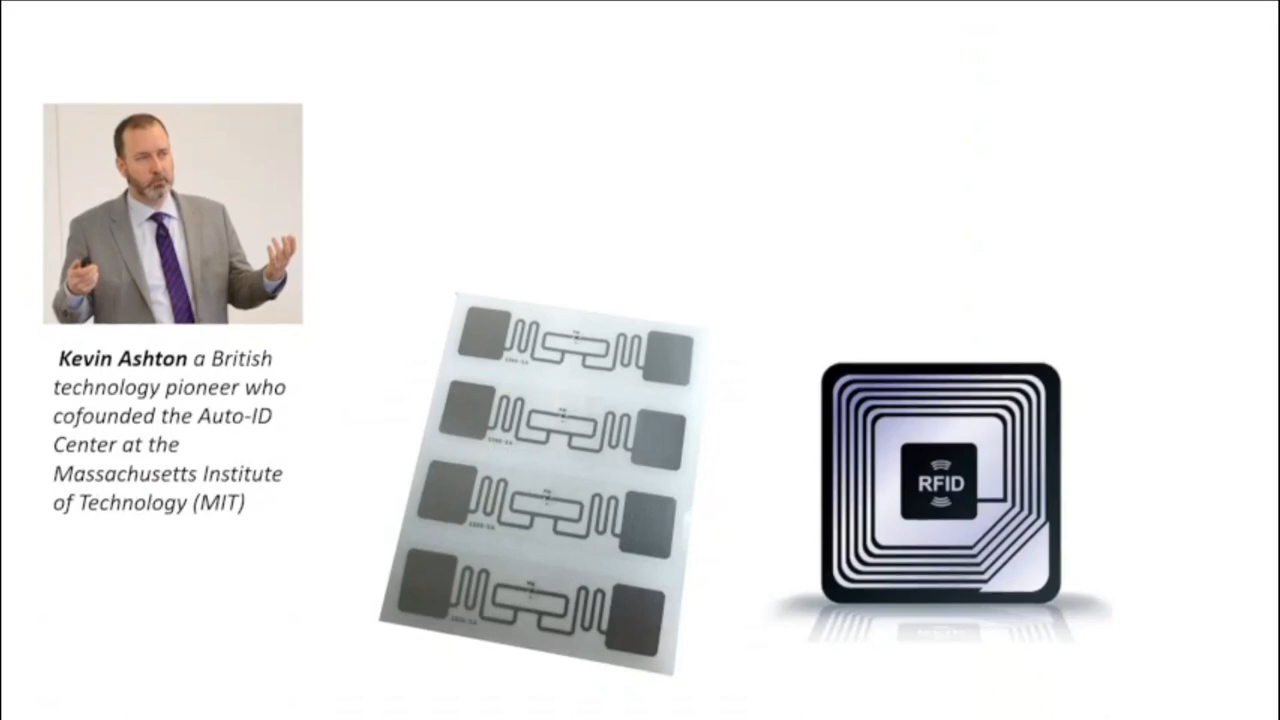 Kevin Ashton a British
technology pioneer who
cofounded the Auto-ID
Center at the
Massachusetts Institute
of Technology (MIT)
RFID